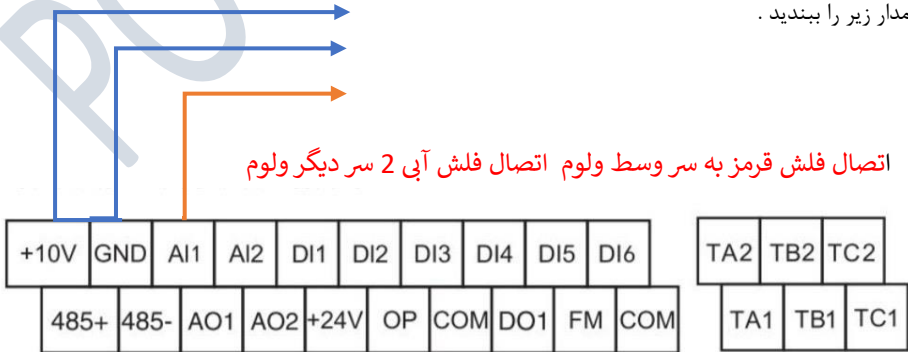 مدار زیر را ببندید .
اتصال فلش قرمز به سر وسط ولوم اتصال فلش آبی 2 سر دیگر ولوم
+10V GND AI1 AI2 DI1 DI2 DI3 DI4 DI5 DI6 TA2 TB2 TC2
485+ 485- AO1 AO2 +24V OP COM DO1 FM COM TA1 TB1 TC1